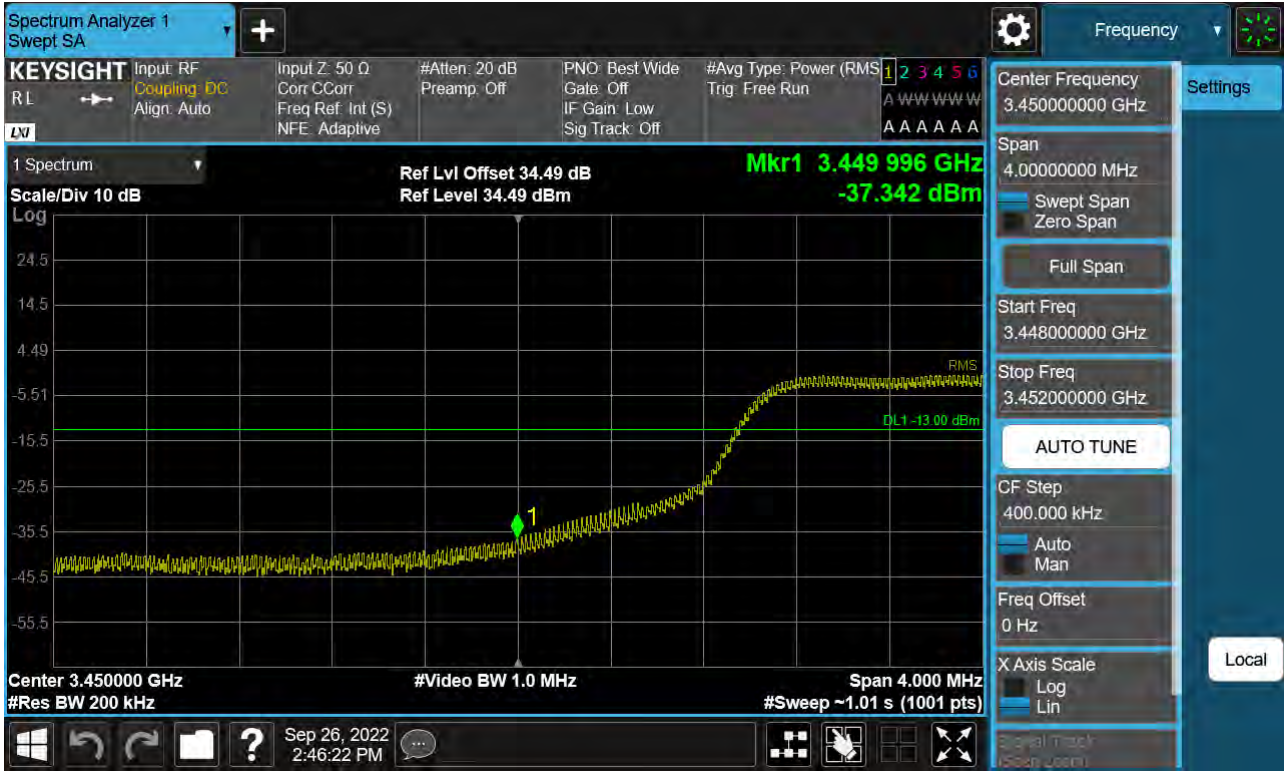 Spectrum Analyzer 1
Swept SA
+
Frequency
KEYSIGHT
RL
LXI
Input: RF
Coupling: DC
Align: Auto
Input Z: 50 Ω
Corr CCorr
Freq Ref: Int (S)
NFE: Adaptive
#Atten: 20 dB
Preamp: Off
PNO: Best Wide
Gate: Off
IF Gain: Low
Sig Track: Off
#Avg Type: Power (RMS
Trig: Free Run
1 2 3 4 5 6
A W W W W W
A A A A A A
1 Spectrum
Scale/Div 10 dB
Log
Ref Lvl Offset 34.49 dB
Ref Level 34.49 dBm
Mkr1 3.449 996 GHz
-37.342 dBm
24.5
14.5
4.49
-5.51
-15.5
-25.5
-35.5
-45.5
-55.5
RMS
DL1 -13.00 dBm
1
Center 3.450000 GHz
#Res BW 200 kHz
#Video BW 1.0 MHz
Span 4.000 MHz
#Sweep ~1.01 s (1001 pts)
Center Frequency
3.450000000 GHz
Span
4.00000000 MHz
Swept Span
Zero Span
Full Span
Start Freq
3.448000000 GHz
Stop Freq
3.452000000 GHz
AUTO TUNE
CF Step
400.000 kHz
Auto
Man
Freq Offset
0 Hz
X Axis Scale
Log
Lin
Signal Track
(Span Zoom)
Settings
Local
?
Sep 26, 2022
2:46:22 PM